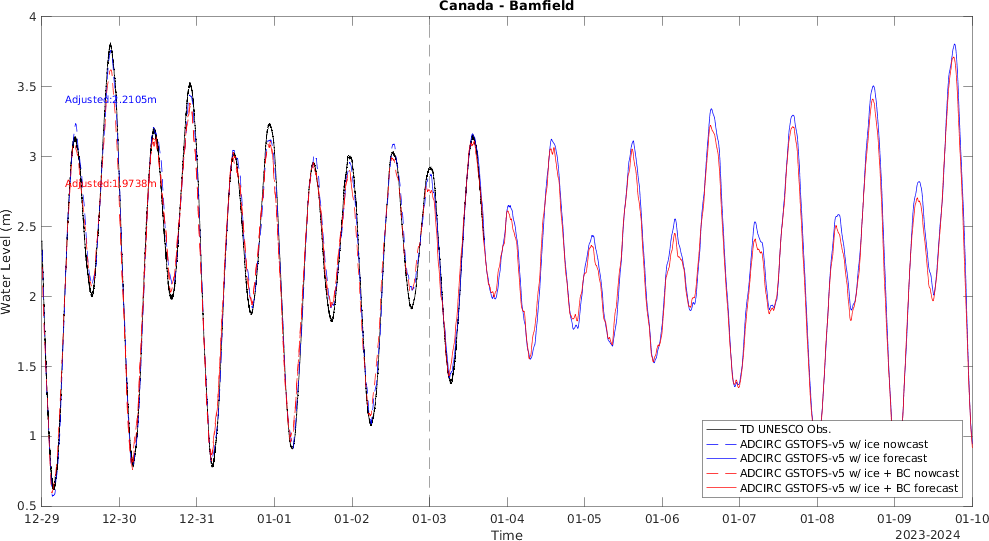 Canada - Bamfield
4
3.5
3
2.5
2
1.5
1
0.5
Water Level (m)
Adjusted:2.2105m
Adjusted:1.9738m
TD UNESCO Obs.
ADCIRC GSTOFS-v5 w/ ice nowcast
ADCIRC GSTOFS-v5 w/ ice forecast
ADCIRC GSTOFS-v5 w/ ice + BC nowcast
ADCIRC GSTOFS-v5 w/ ice + BC forecast
12-29 12-30 12-31 01-01 01-02 01-03 01-04 01-05 01-06 01-07 01-08 01-09 01-10
Time
2023-2024